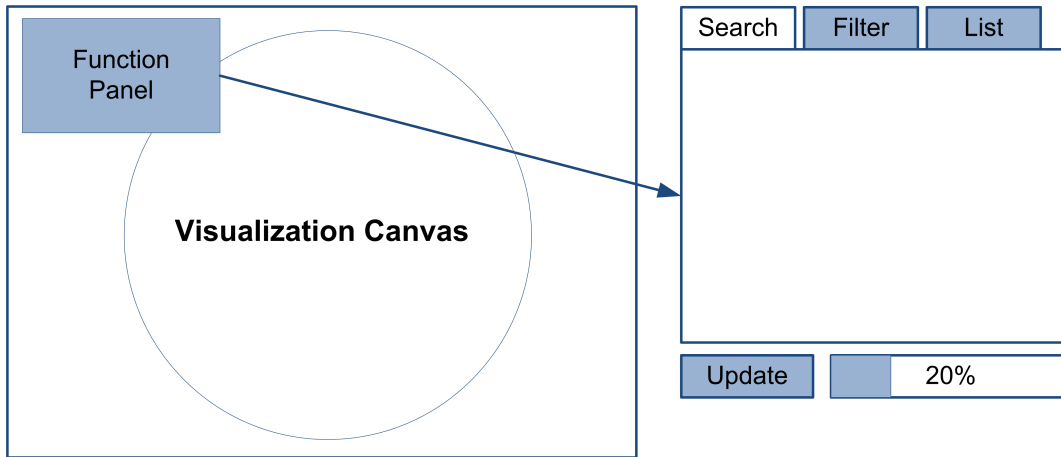 Function
Panel
Visualization Canvas
Search
Filter
List
Update
20%